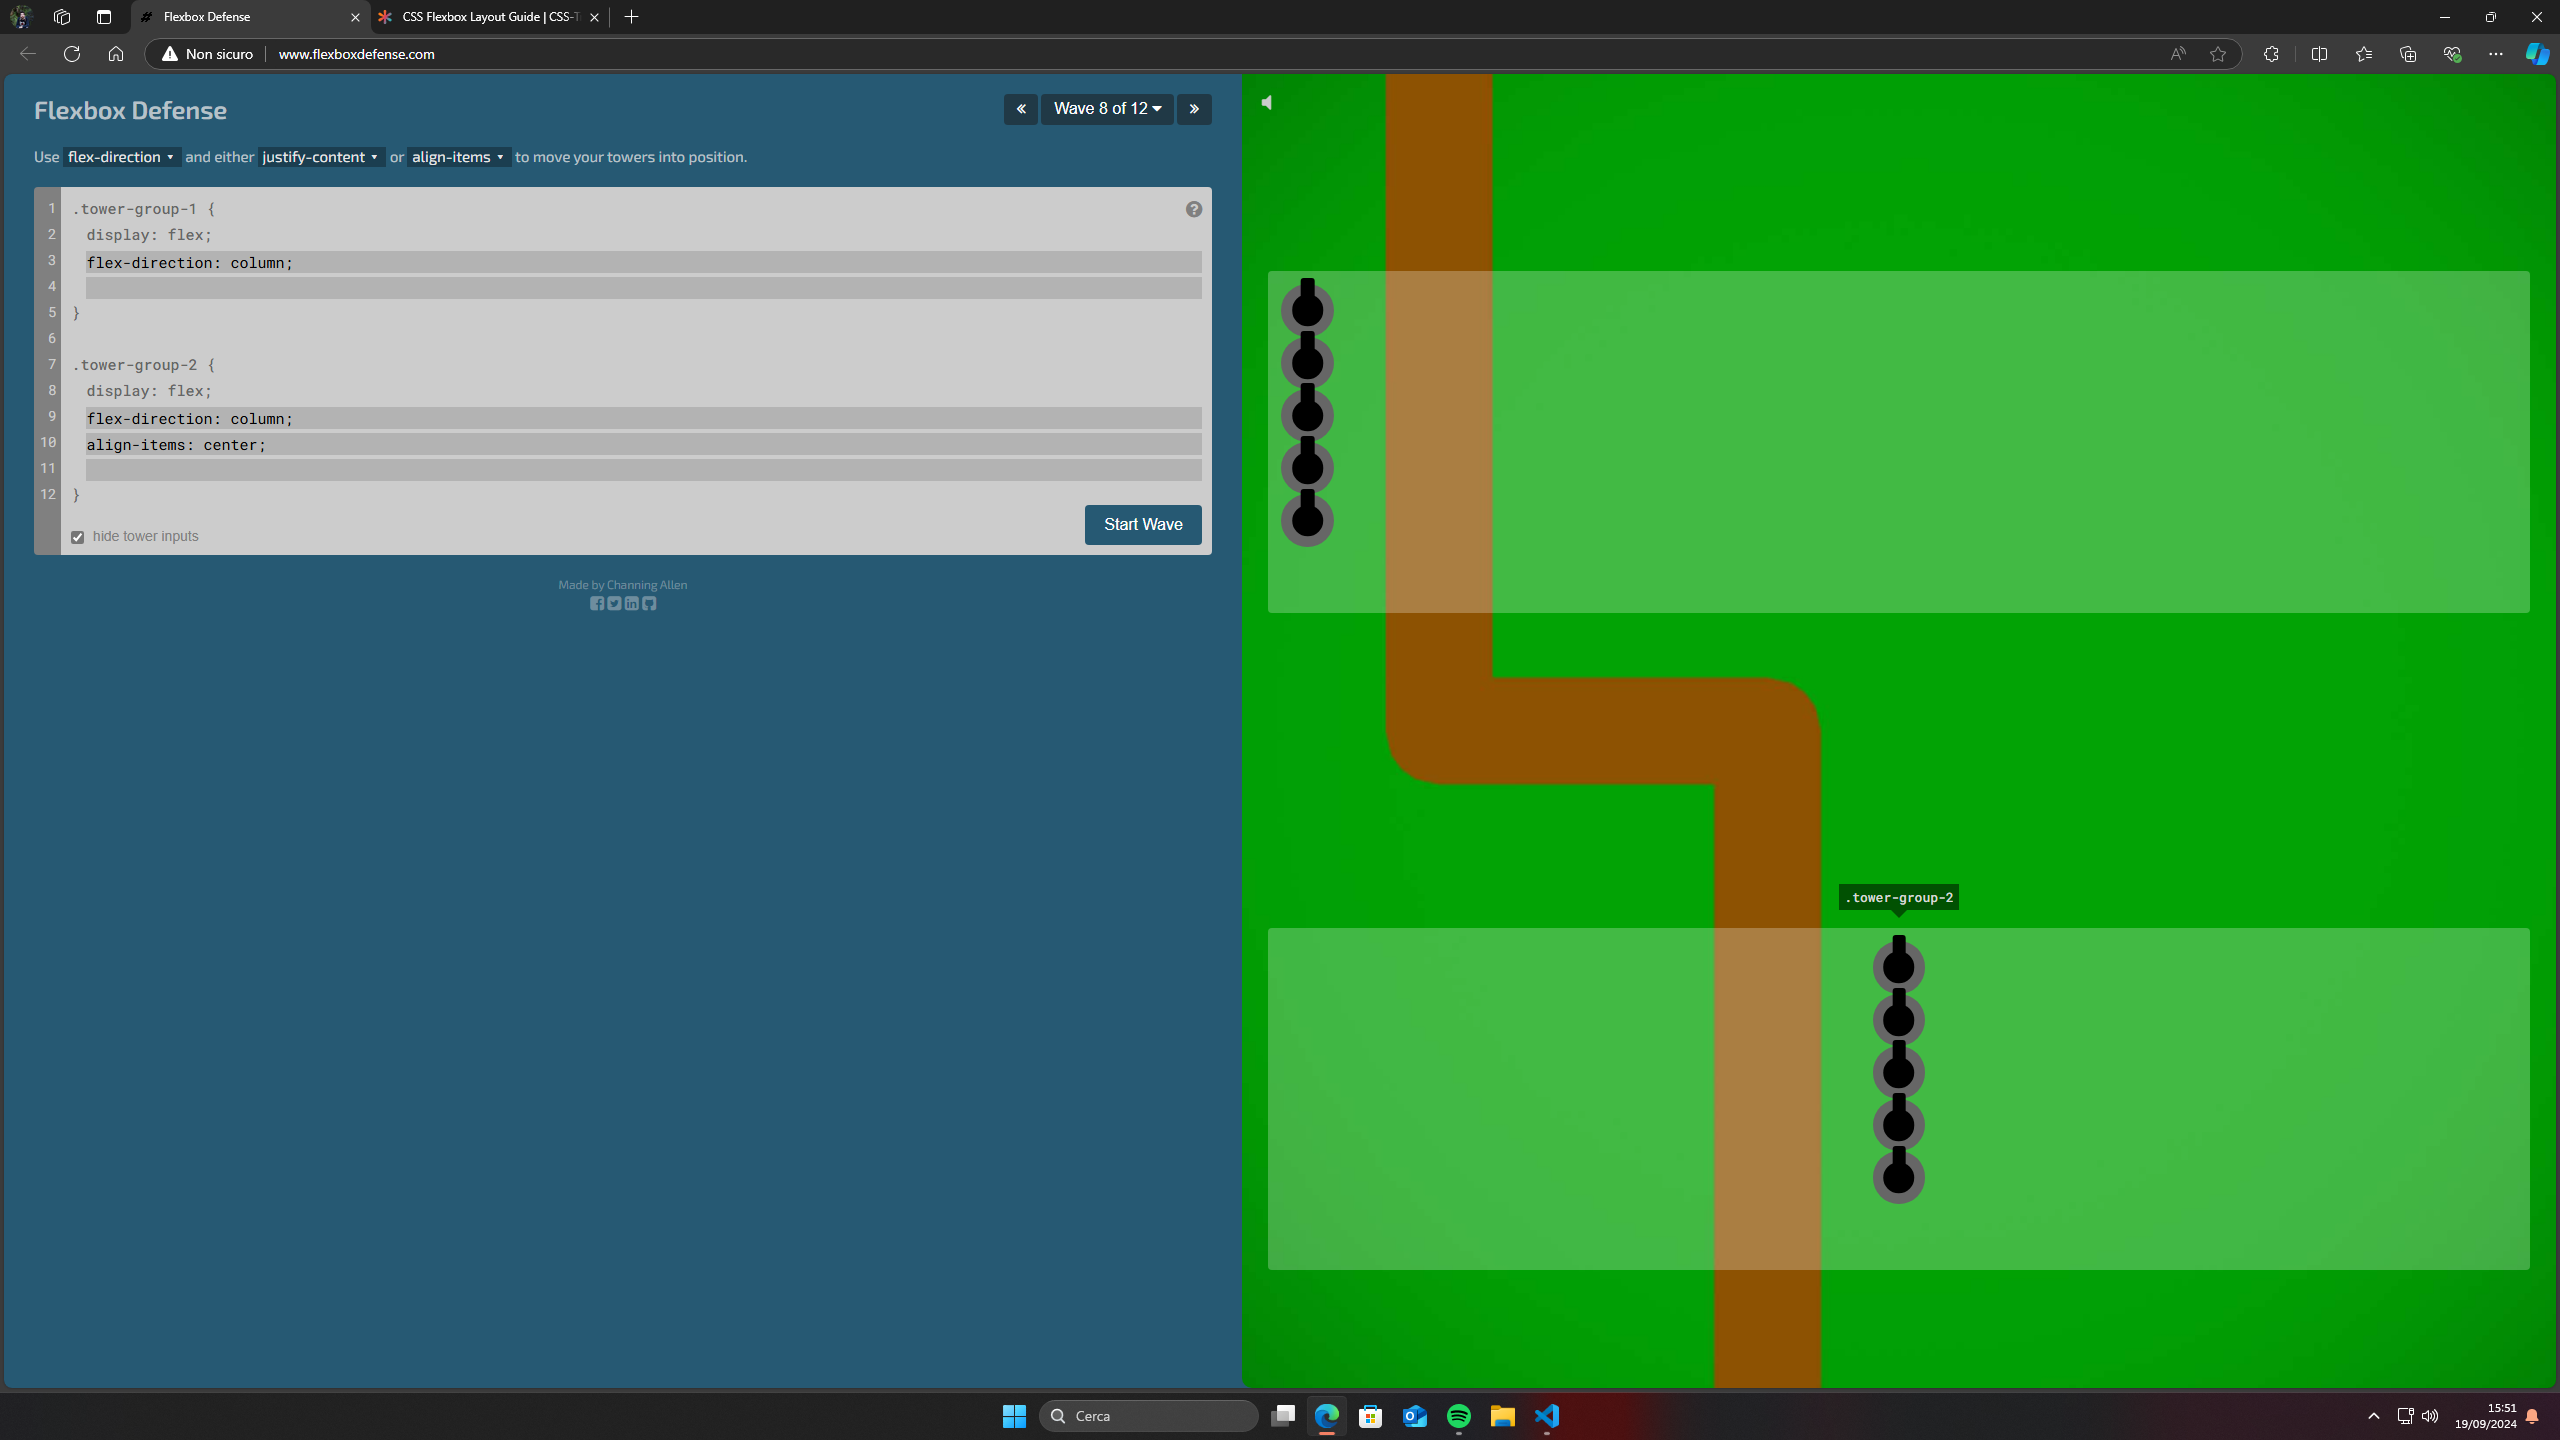 Flexbox Defense
CSS Flexbox Layout Guide | CSS-T
Non sicuro
www.flexboxdefense.com
Flexbox Defense
Wave 8 of 12
Use flex-direction and either justify-content or align-items to move your towers into position.
1 .tower-group-1 {
2 display: flex;
3 flex-direction: column;
4
5 }
6
7 .tower-group-2 {
8 display: flex;
9 flex-direction: column;
10 align-items: center;
11
12 }
hide tower inputs
Start Wave
Made by Channing Allen
.tower-group-2
Cerca
15:51
19/09/2024